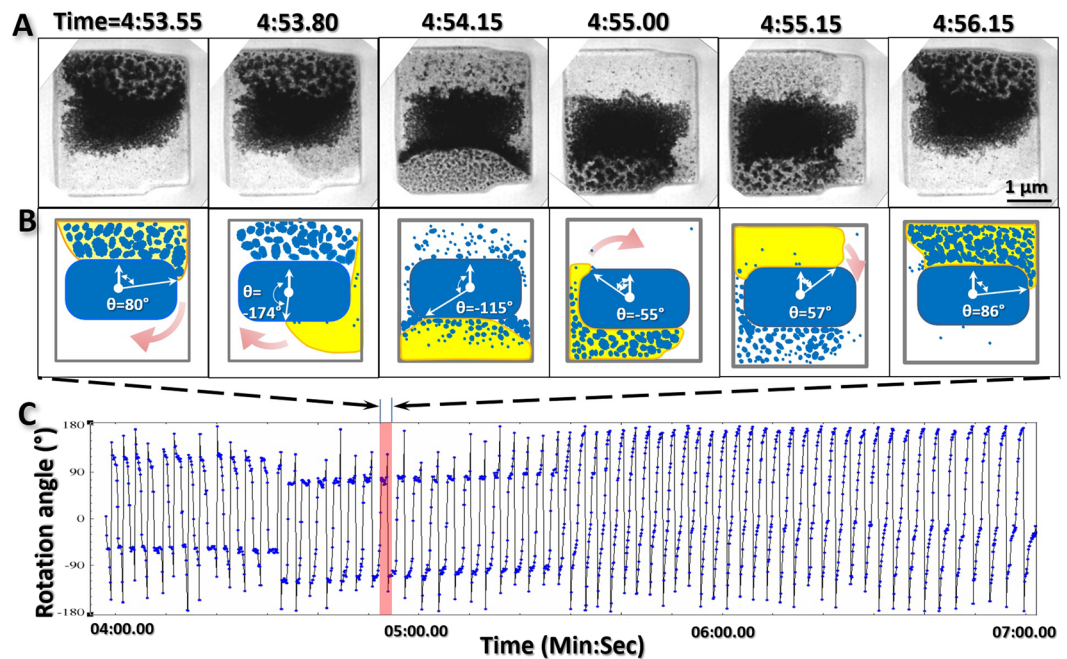 A
Time=4:53.55 4:53.80 4:54.15 4:55.00 4:55.15 4:56.15
1 µm
B
θ=80°
θ=
-174°
θ=-115°
θ=-55°
θ=57°
θ=86°
C
Rotation angle (°)
180
90
0
-90
-180
04:00.00 05:00.00 06:00.00 07:00.00
Time (Min:Sec)